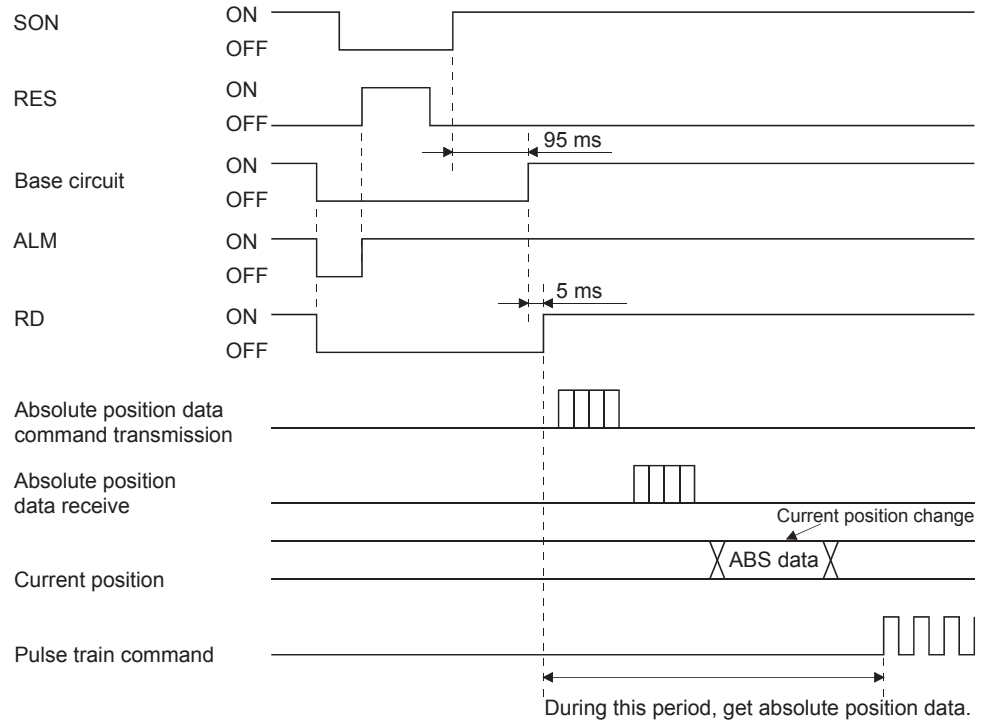 SON
ON
OFF
RES
ON
OFF
95 ms
Base circuit
ON
OFF
ALM
ON
OFF
5 ms
RD
ON
OFF
Absolute position data
command transmission
Absolute position
data receive
Current position change
ABS data
Current position
Pulse train command
During this period, get absolute position data.